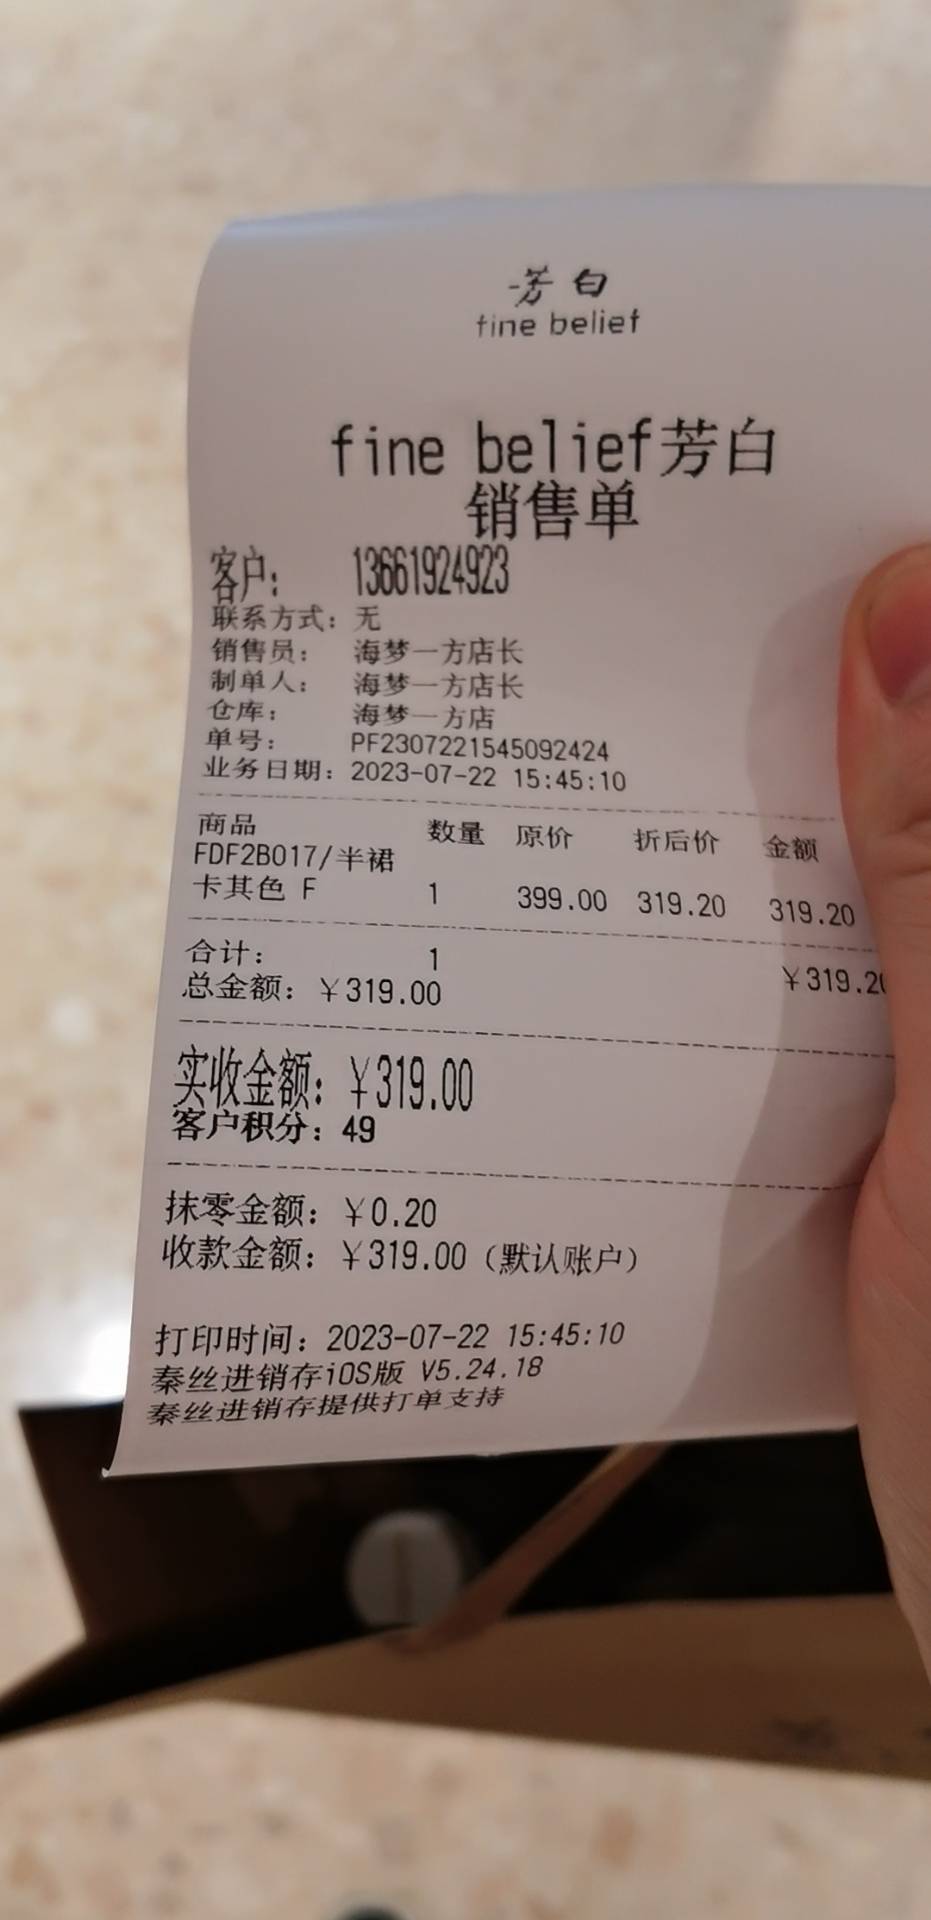 芳白
fine belief
fine belief芳白
销售单
客户： 13661924923
联系方式：无
销售员： 海梦一方店长
制单人： 海梦一方店长
仓库： 海梦一方店
单号： PF2307221545092424
业务日期：2023-07-22 15:45:10
商品 数量 原价 折后价 金额
FDF2B017/半裙
卡其色 F 1 399.00 319.20 319.20
合计： 1 ￥319.20
总金额：￥319.00
实收金额：￥319.00
客户积分：49
抹零金额：￥0.20
收款金额：￥319.00（默认账户）
打印时间：2023-07-22 15:45:10
秦丝进销存iOS版 V5.24.18
秦丝进销存提供打单支持